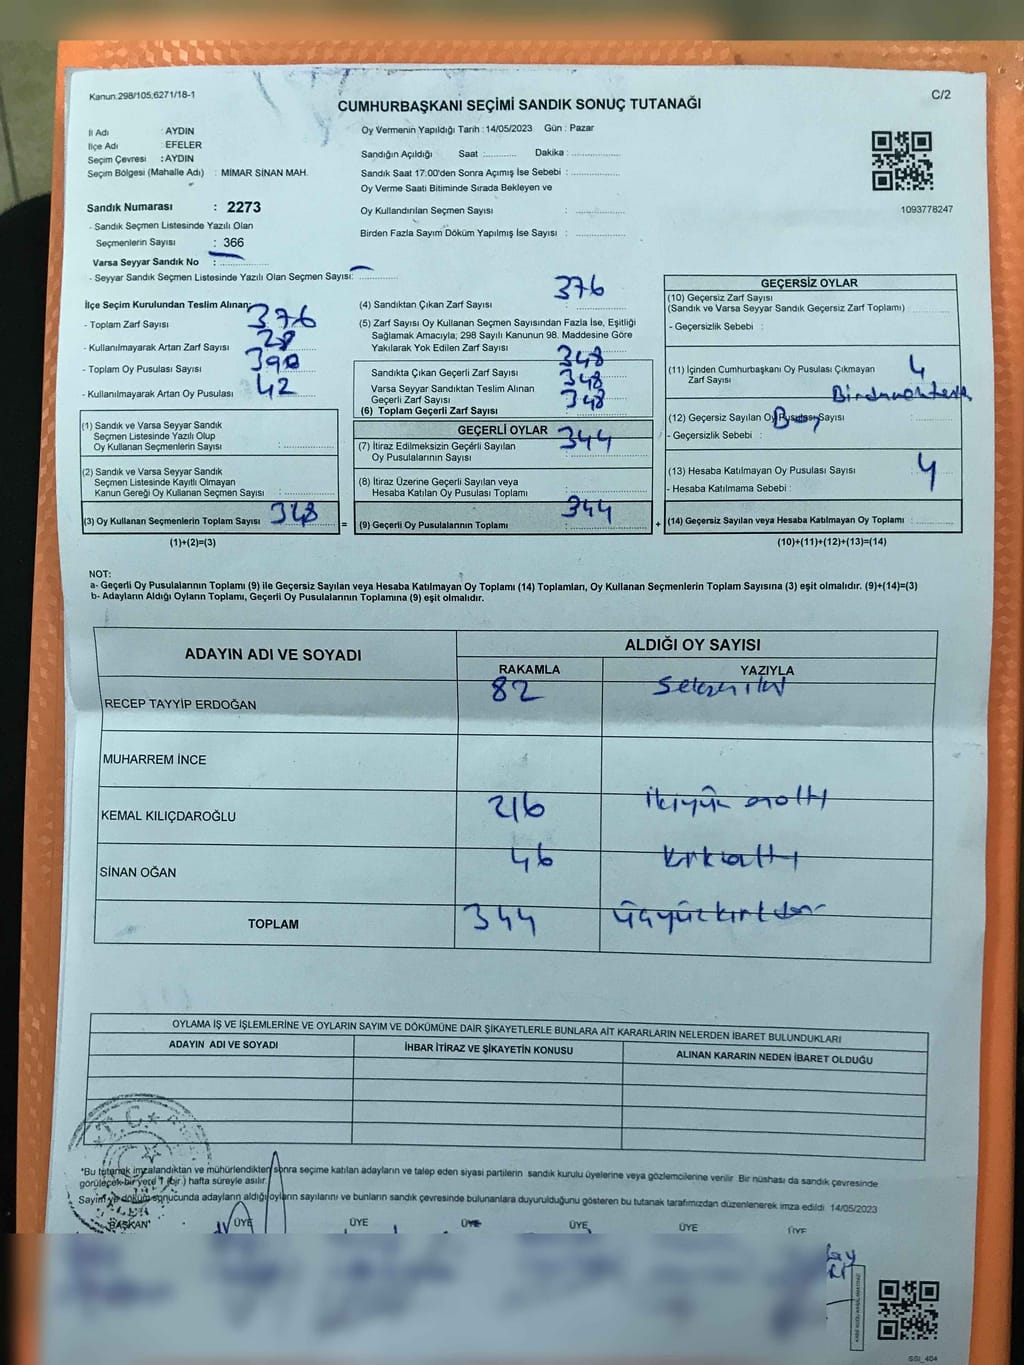 Kanun:298/105;6271/18-1
C/2
CUMHURBAŞKANI SEÇİMİ SANDIK SONUÇ TUTANAĞI
İl Adı : AYDIN
İlçe Adı : EFELER
Seçim Çevresi : AYDIN
Seçim Bölgesi (Mahalle Adı) : MİMAR SİNAN MAH.
Sandık Numarası : 2273
- Sandık Seçmen Listesinde Yazılı Olan
Seçmenlerin Sayısı : 366
Varsa Seyyar Sandık No :
- Seyyar Sandık Seçmen Listesinde Yazılı Olan Seçmen Sayısı:
Oy Vermenin Yapıldığı Tarih : 14/05/2023 Gün : Pazar
Sandığın Açıldığı Saat :........... Dakika :................
Sandık Saat 17:00'den Sonra Açımış İse Sebebi :
Oy Verme Saati Bitiminde Sırada Bekleyen ve
Oy Kullandırılan Seçmen Sayısı :
Birden Fazla Sayım Döküm Yapılmış İse Sayısı :
1093778247
İlçe Seçim Kurulundan Teslim Alınan;
- Toplam Zarf Sayısı : 376
- Kullanılmayarak Artan Zarf Sayısı : 28
- Toplam Oy Pusulası Sayısı : 390
- Kullanılmayarak Artan Oy Pusulası : 42
(1) Sandık ve Varsa Seyyar Sandık
Seçmen Listesinde Yazılı Olup
Oy Kullanan Seçmenlerin Sayısı :
(2) Sandık ve Varsa Seyyar Sandık
Seçmen Listesinde Kayıtlı Olmayan
Kanun Gereği Oy Kullanan Seçmen Sayısı :
(3) Oy Kullanan Seçmenlerin Toplam Sayısı : 348
(1)+(2)=(3)
=
(4) Sandıktan Çıkan Zarf Sayısı : 376
(5) Zarf Sayısı Oy Kullanan Seçmen Sayısından Fazla İse, Eşitliği
Sağlamak Amacıyla; 298 Sayılı Kanunun 98. Maddesine Göre
Yakılarak Yok Edilen Zarf Sayısı :
Sandıkta Çıkan Geçerli Zarf Sayısı : 348
Varsa Seyyar Sandıktan Teslim Alınan
Geçerli Zarf Sayısı : 348
(6) Toplam Geçerli Zarf Sayısı : 348
GEÇERLİ OYLAR
(7) İtiraz Edilmeksizin Geçerli Sayılan
Oy Pusulalarının Sayısı : 344
(8) İtiraz Üzerine Geçerli Sayılan veya
Hesaba Katılan Oy Pusulası Toplamı :
(9) Geçerli Oy Pusulalarının Toplamı : 344
+
GEÇERSİZ OYLAR
(10) Geçersiz Zarf Sayısı
(Sandık ve Varsa Seyyar Sandık Geçersiz Zarf Toplamı)
- Geçersizlik Sebebi :
(11) İçinden Cumhurbaşkanı Oy Pusulası Çıkmayan
Zarf Sayısı : 4
(12) Geçersiz Sayılan Oy Pusulası Sayısı :
- Geçersizlik Sebebi :
(13) Hesaba Katılmayan Oy Pusulası Sayısı : 4
- Hesaba Katılmama Sebebi :
(14) Geçersiz Sayılan veya Hesaba Katılmayan Oy Toplamı :
(10)+(11)+(12)+(13)=(14)
NOT:
a- Geçerli Oy Pusulalarının Toplamı (9) ile Geçersiz Sayılan veya Hesaba Katılmayan Oy Toplamı (14) Toplamları, Oy Kullanan Seçmenlerin Toplam Sayısına (3) eşit olmalıdır. (9)+(14)=(3)
b- Adayların Aldığı Oyların Toplamı, Geçerli Oy Pusulalarının Toplamına (9) eşit olmalıdır.
ADAYIN ADI VE SOYADI
ALDIĞI OY SAYISI
RAKAMLA YAZIYLA
RECEP TAYYİP ERDOĞAN 82 Seksen iki
MUHARREM İNCE
KEMAL KILIÇDAROĞLU 216 İkiyüz onaltı
SİNAN OĞAN 46 kırkaltı
TOPLAM 344 üçyüzkırkdört
OYLAMA İŞ VE İŞLEMLERİNE VE OYLARIN SAYIM VE DÖKÜMÜNE DAİR ŞİKAYETLERLE BUNLARA AİT KARARLARIN NELERDEN İBARET BULUNDUKLARI
ADAYIN ADI VE SOYADI İHBAR İTİRAZ VE ŞİKAYETİN KONUSU ALINAN KARARIN NEDEN İBARET OLDUĞU
*Bu tutanak imzalandıktan ve mühürlendikten sonra seçime katılan adayların ve talep eden siyasi partilerin sandık kurulu üyelerine veya gözlemcilerine verilir. Bir nüshası da sandık çevresinde
görülecek bir yere 1 (bir) hafta süreyle asılır.
Sayım ve döküm sonucunda adayların aldığı oyların sayılarını ve bunların sandık çevresinde bulunanlara duyurulduğunu gösteren bu tutanak tarafımızdan düzenlenerek imza edildi. 14/05/2023
T.C.
BAŞKAN ÜYE ÜYE ÜYE ÜYE ÜYE ÜYE
SSI_404